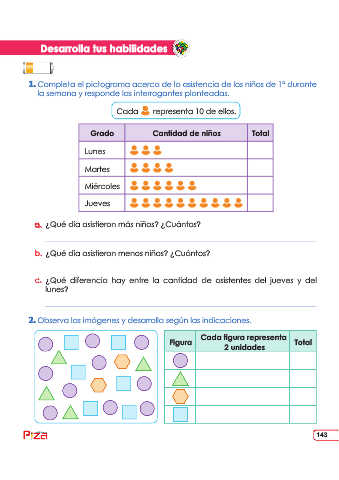 Desarrolla tus habilidades
1. Completa el pictograma acerca de la asistencia de los niños de 1° durante
la semana y responde las interrogantes planteadas.
Cada representa 10 de ellos.
Grado Cantidad de niños Total
Lunes
Martes
Miércoles
Jueves
a. ¿Qué día asistieron más niños? ¿Cuántos?
b. ¿Qué día asistieron menos niños? ¿Cuántos?
c. ¿Qué diferencia hay entre la cantidad de asistentes del jueves y del
lunes?
2. Observa las imágenes y desarrolla según las indicaciones.
Figura Cada figura representa
2 unidades Total
143